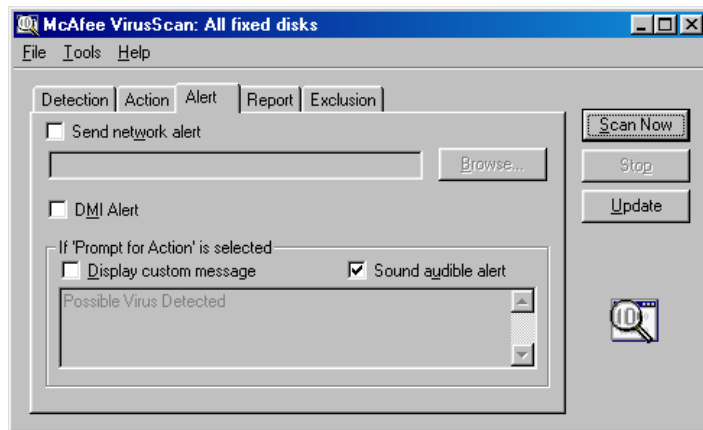 McAfee VirusScan: All fixed disks
File Tools Help
Detection Action Alert Report Exclusion
Send network alert
Scan Now
Browse...
Stop
DMI Alert
Update
If 'Prompt for Action' is selected
Display custom message Sound audible alert
Possible Virus Detected